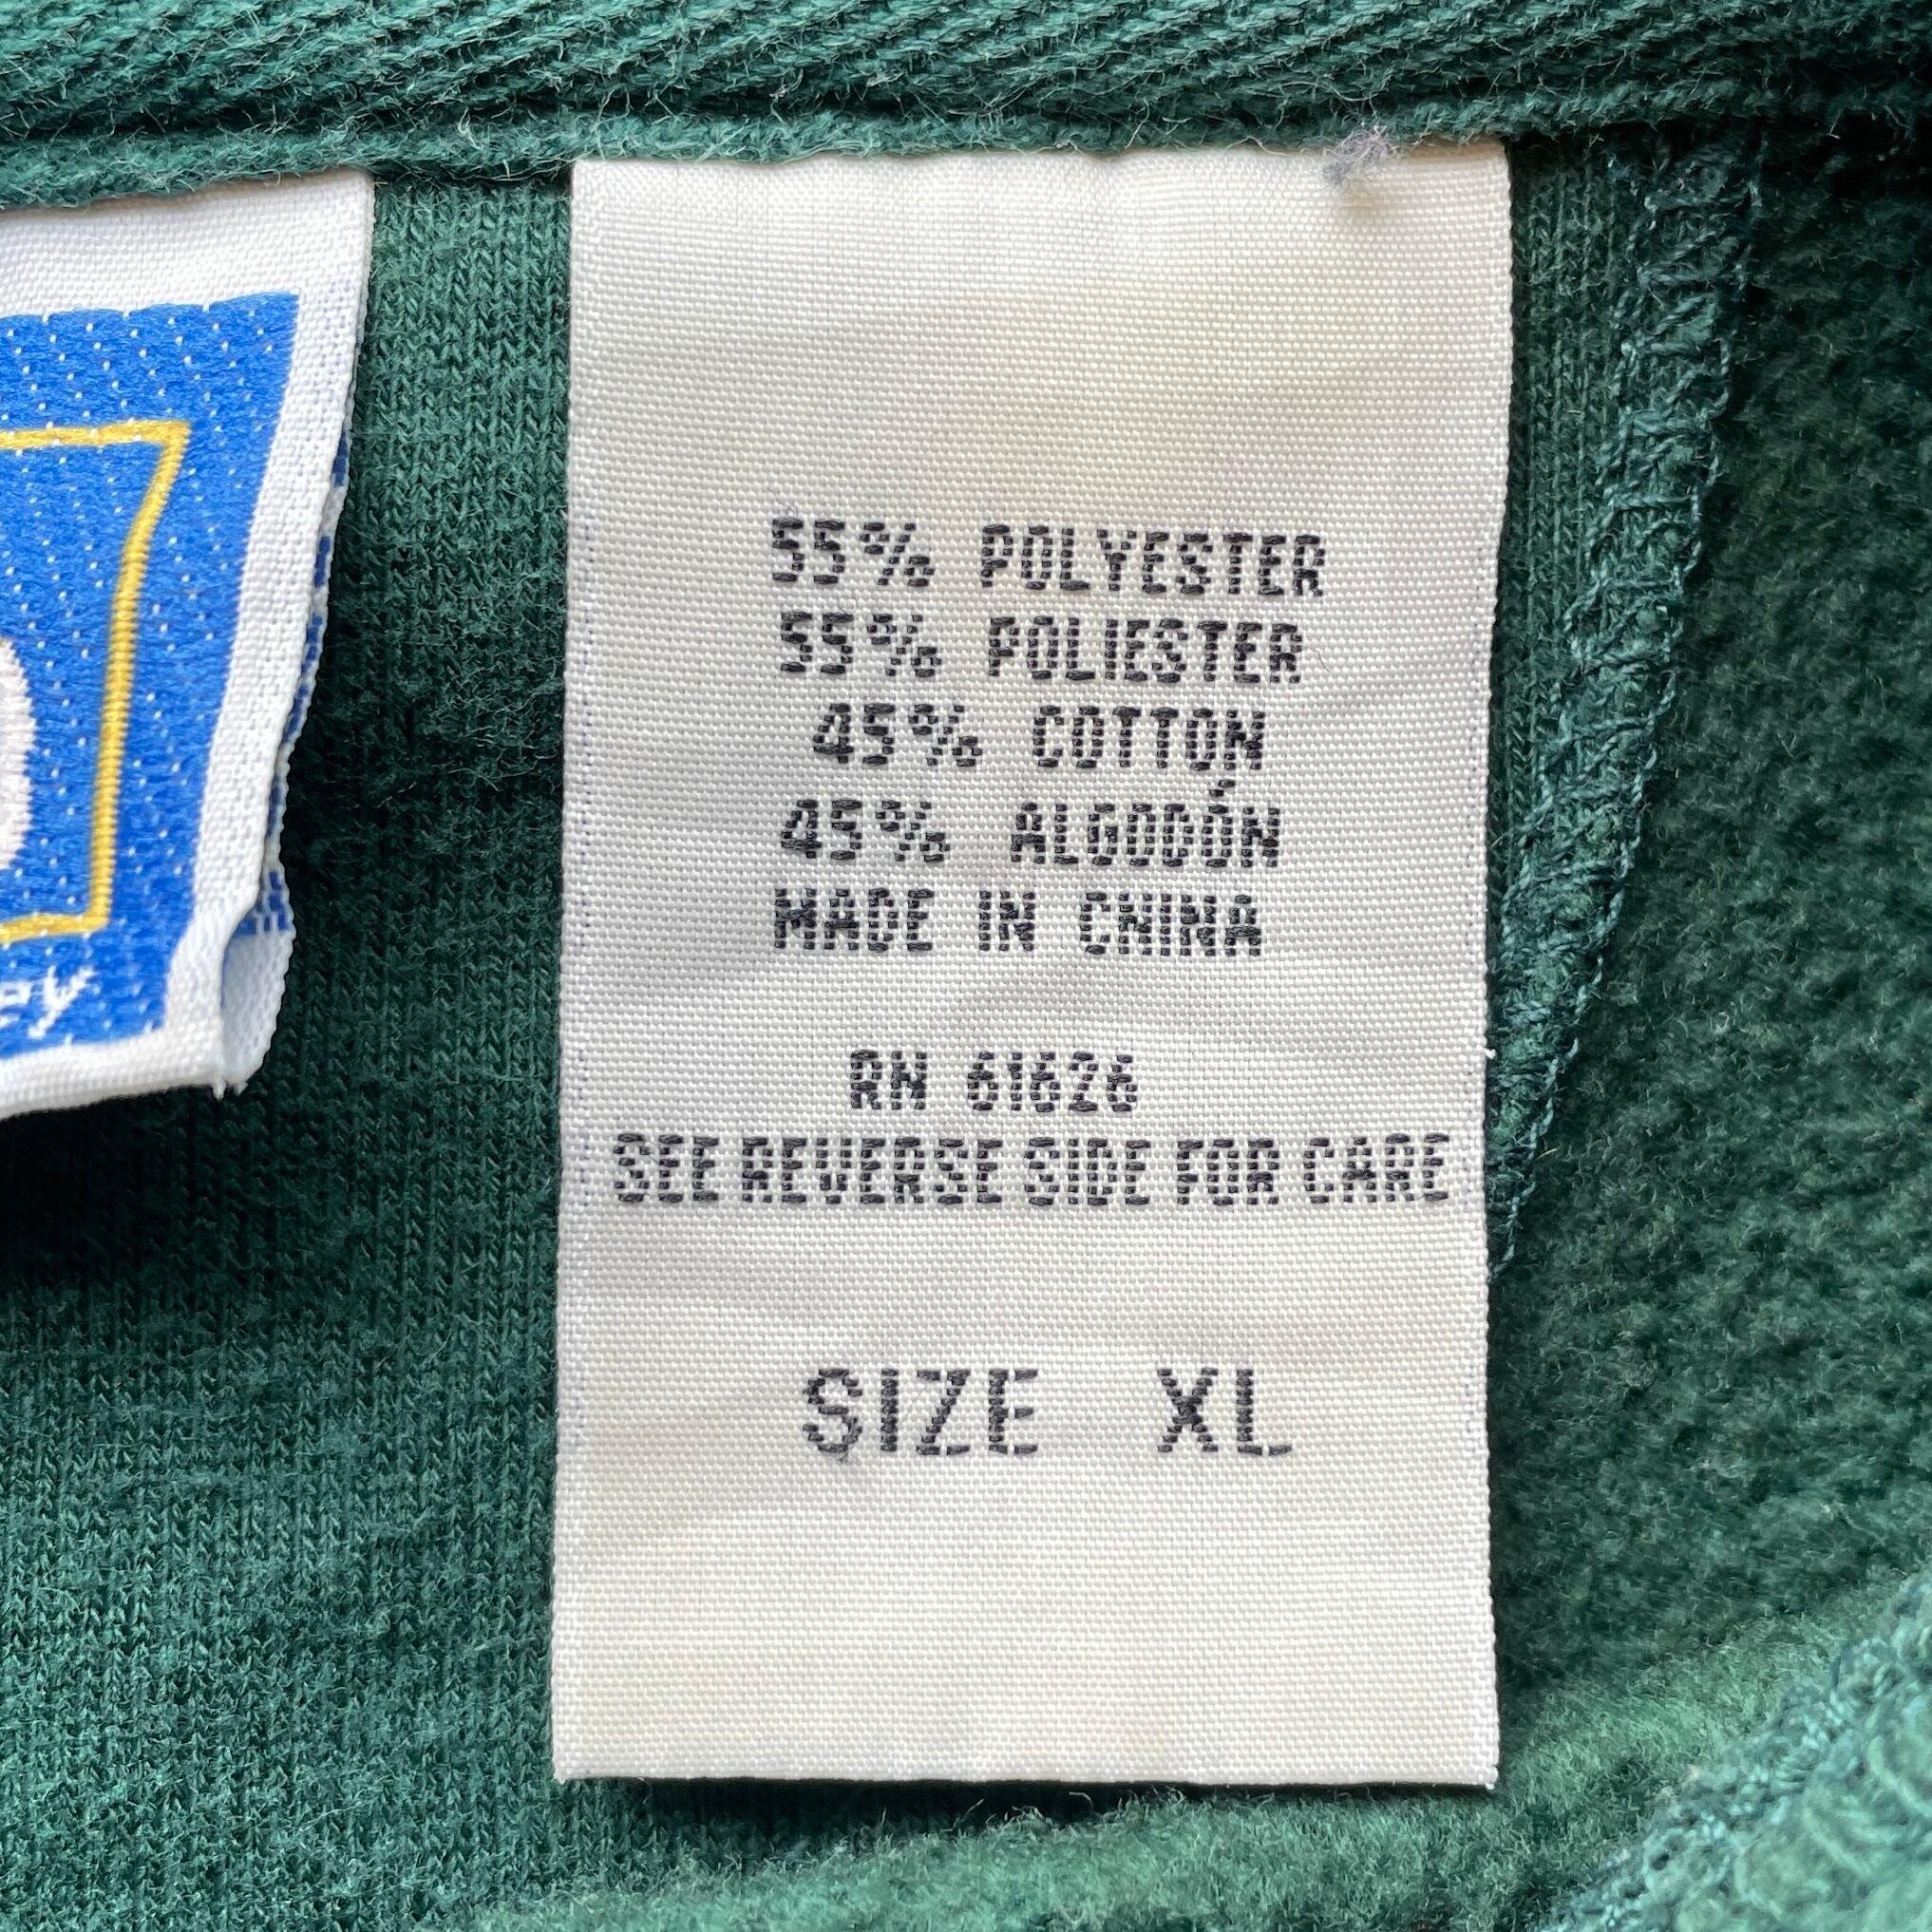 55% POLYESTER
55% POLIESTER
45% COTTON
45% ALGODÓN
MADE IN CHINA
RN 61626
SEE REVERSE SIDE FOR CARE
SIZE XL